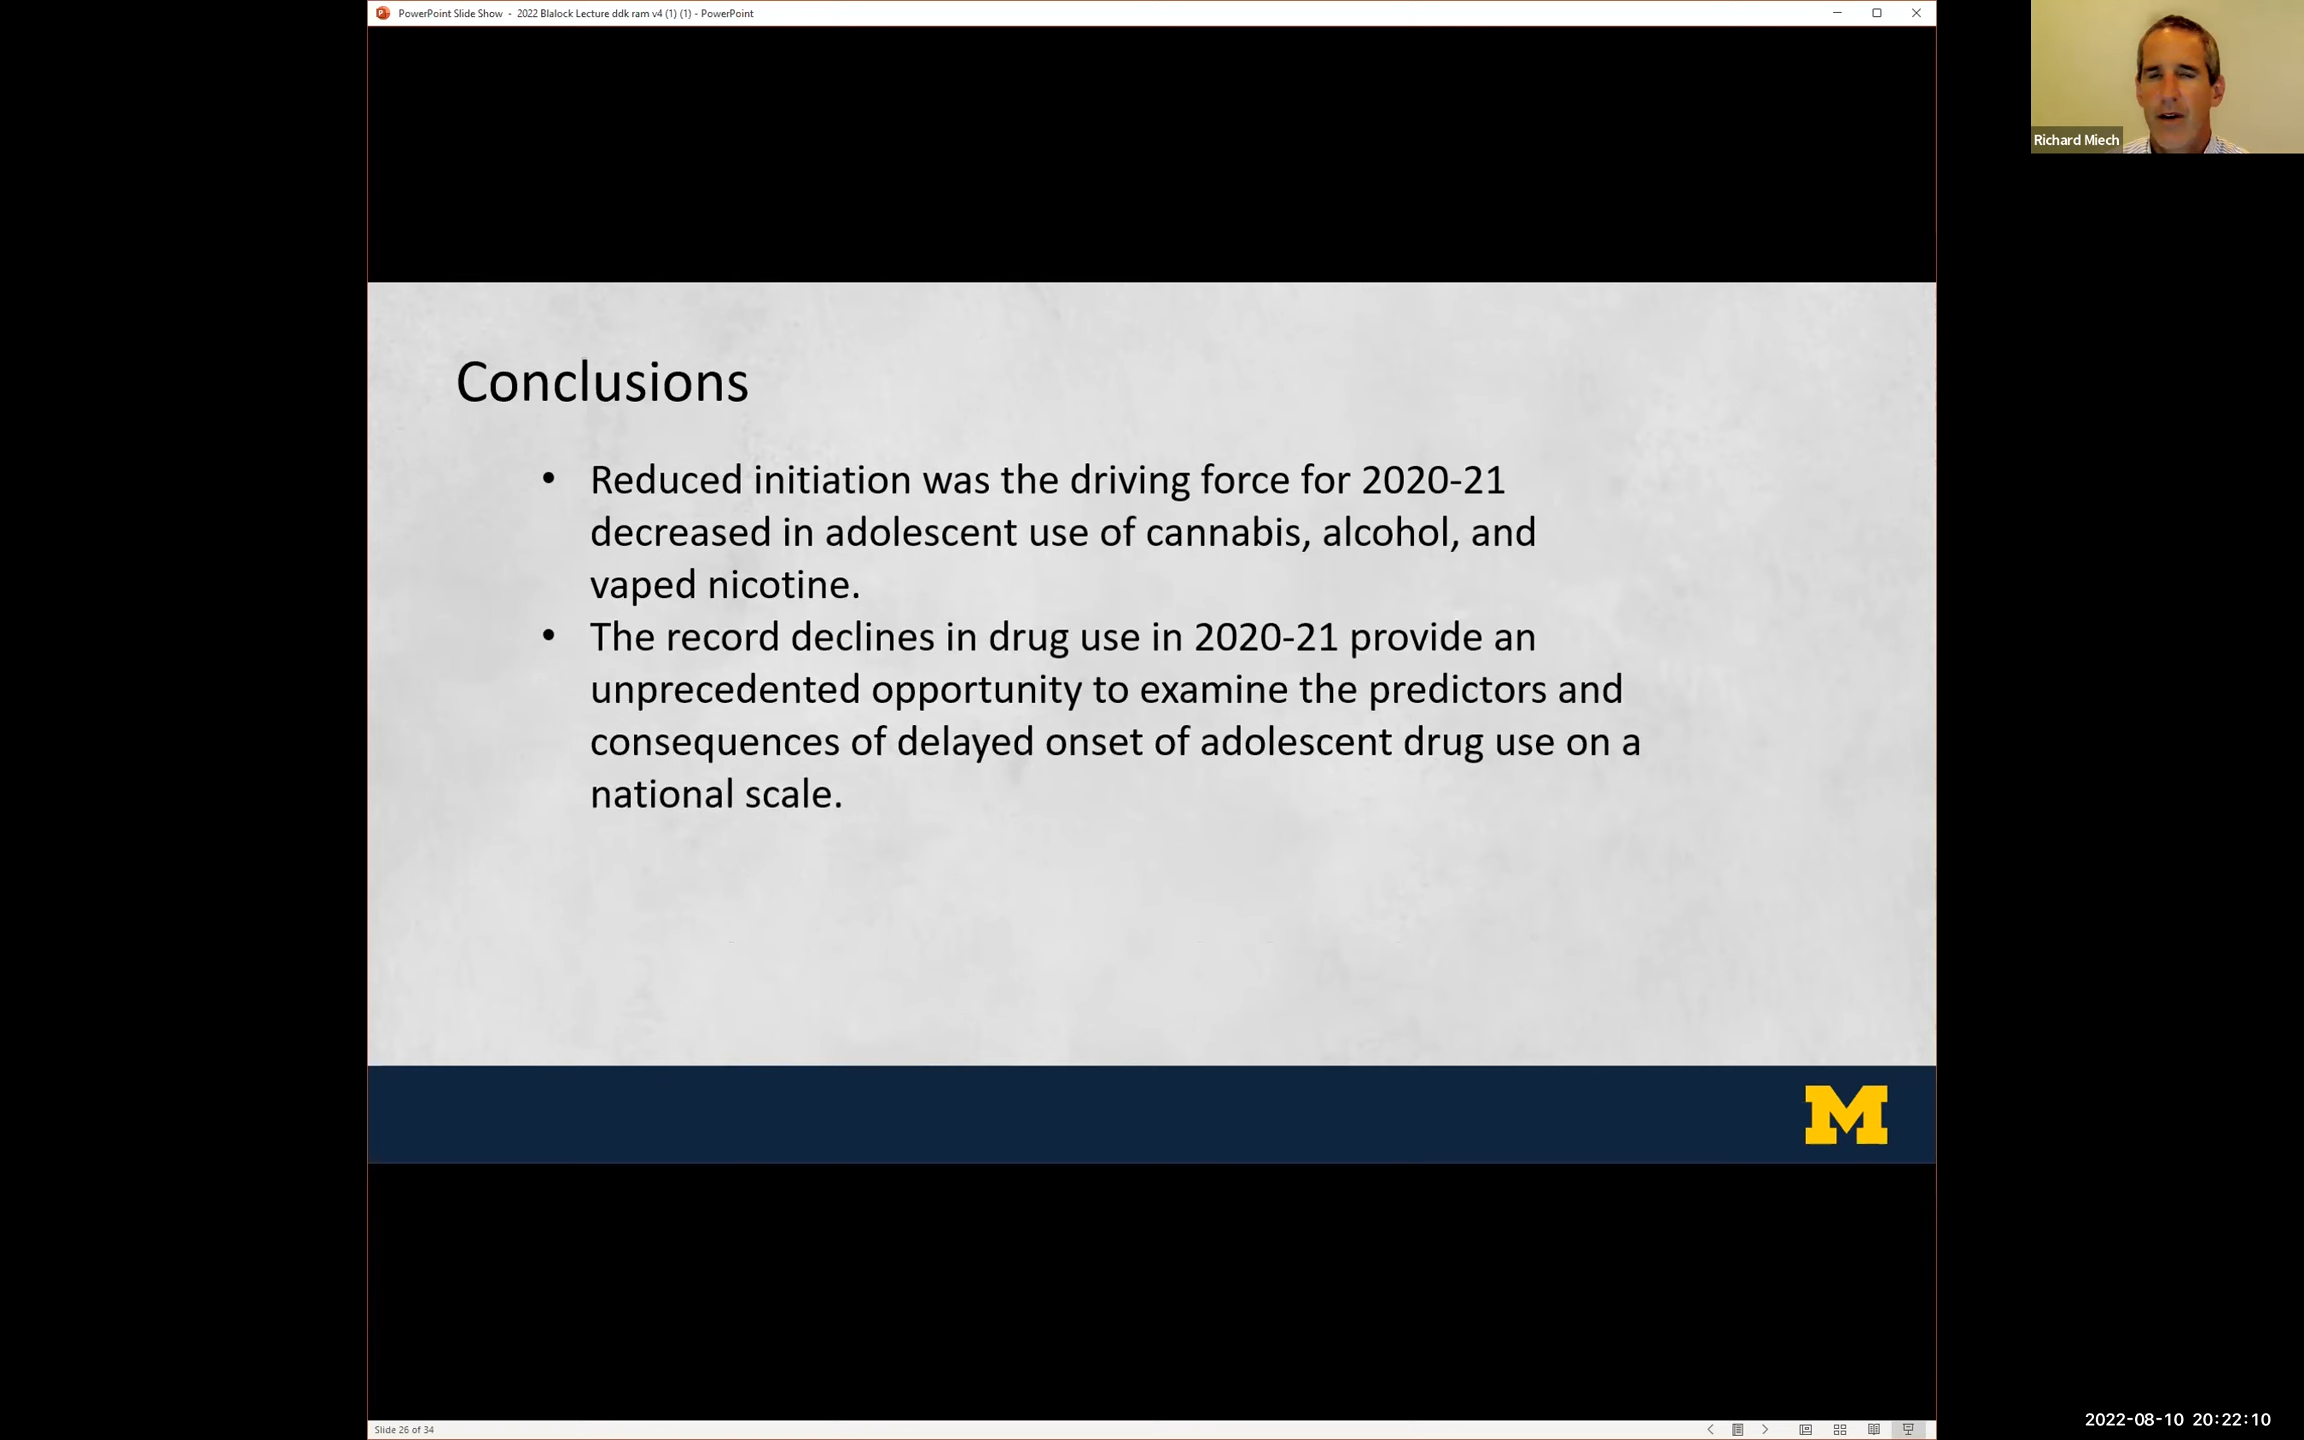 PowerPoint Slide Show - 2022 Blalock Lecture ddk ram v4 (1) (1) - PowerPoint
Richard Miech
Conclusions
• Reduced initiation was the driving force for 2020-21
decreased in adolescent use of cannabis, alcohol, and
vaped nicotine.
• The record declines in drug use in 2020-21 provide an
unprecedented opportunity to examine the predictors and
consequences of delayed onset of adolescent drug use on a
national scale.
M
Slide 26 of 34
2022-08-10 20:22:10